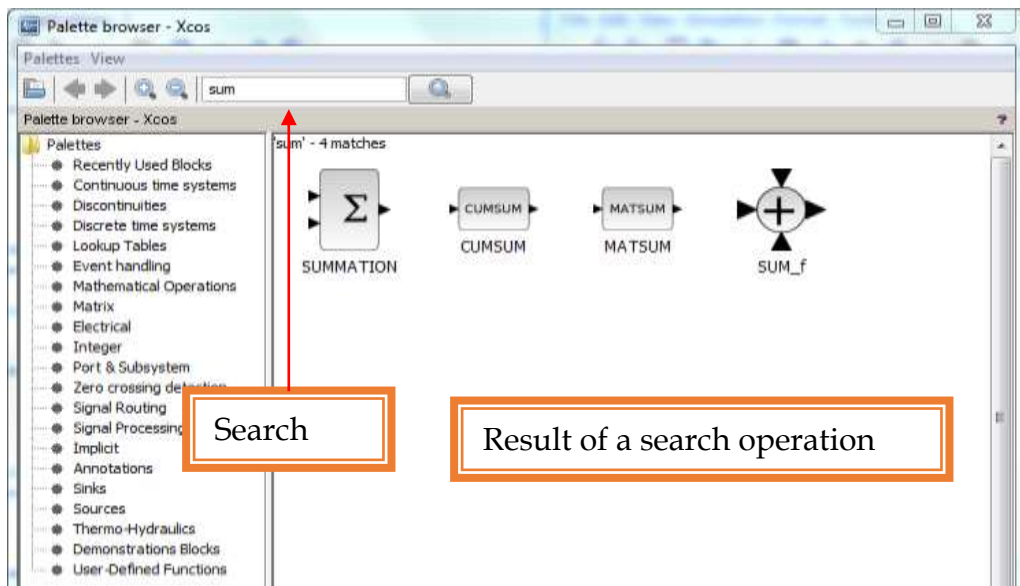 Palette browser - Xcos
Palettes View
sum
Palette browser - Xcos ?
Palettes
Recently Used Blocks
Continuous time systems
Discontinuities
Discrete time systems
Lookup Tables
Event handling
Mathematical Operations
Matrix
Electrical
Integer
Port & Subsystem
Zero crossing detection
Signal Routing
Signal Processing
Implicit
Annotations
Sinks
Sources
Thermo-Hydraulics
Demonstrations Blocks
User-Defined Functions
'sum' - 4 matches
Σ
CUMSUM
MATSUM
SUMMATION
CUMSUM
MATSUM
SUM_f
Search
Result of a search operation